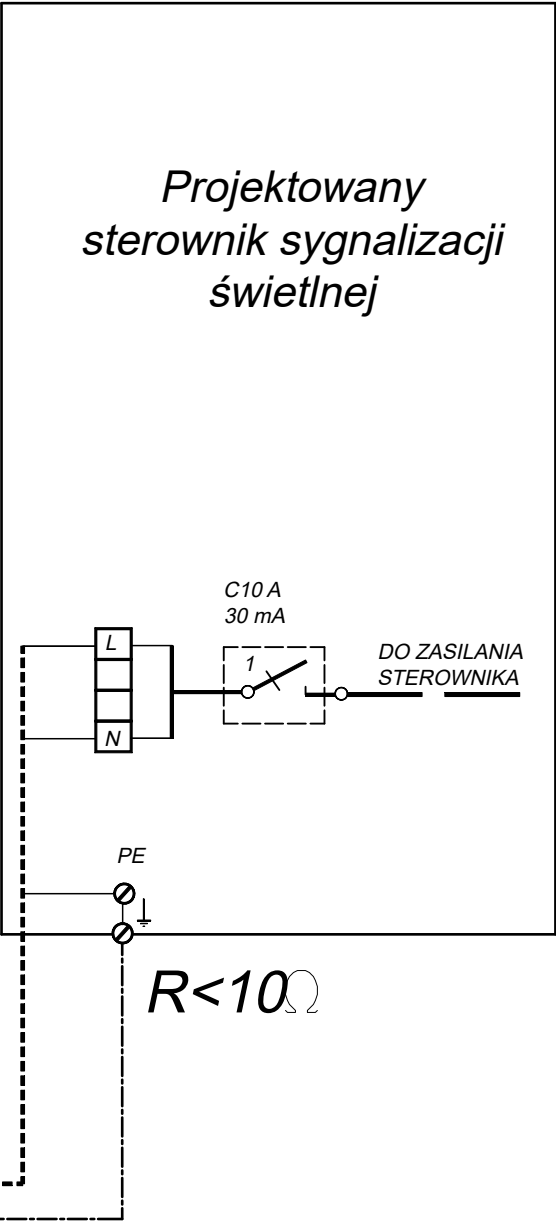 Projektowany
sterownik sygnalizacji
świetlnej
C10 A
30 mA
L
1
DO ZASILANIA
STEROWNIKA
N
PE
R<10Ω